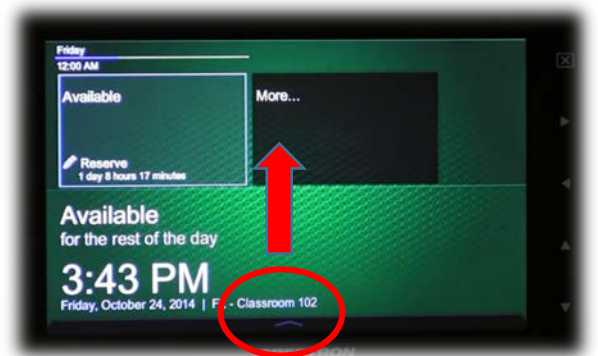 Friday
12:00 AM
Available
More...
Reserve
1 day 8 hours 17 minutes
Available
for the rest of the day
3:43 PM
Friday, October 24, 2014 | - Classroom 102